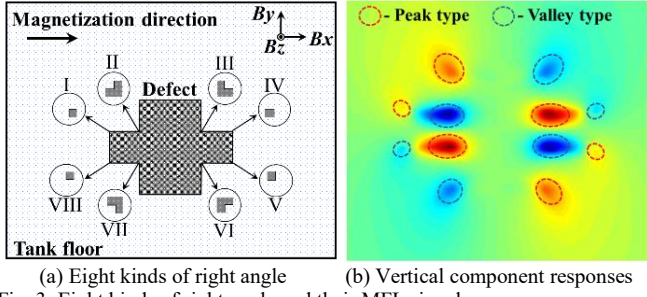 Magnetization direction
By
Bx
Bz
II
III
I
Defect
IV
VIII
V
VII
VI
Tank floor
- Peak type
- Valley type
(a) Eight kinds of right angle
(b) Vertical component responses